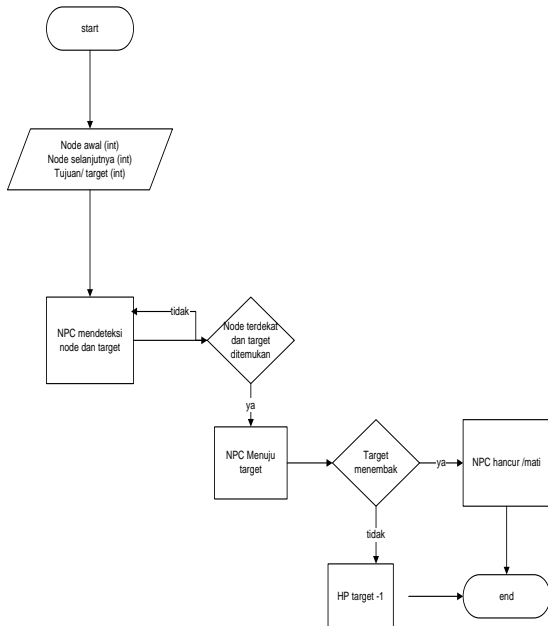 start
Node awal (int)
Node selanjutnya (int)
Tujuan/ target (int)
NPC mendeteksi
node dan target
tidak
Node terdekat
dan target
ditemukan
ya
NPC Menuju
target
Target
menembak
ya
NPC hancur /mati
tidak
HP target -1
end